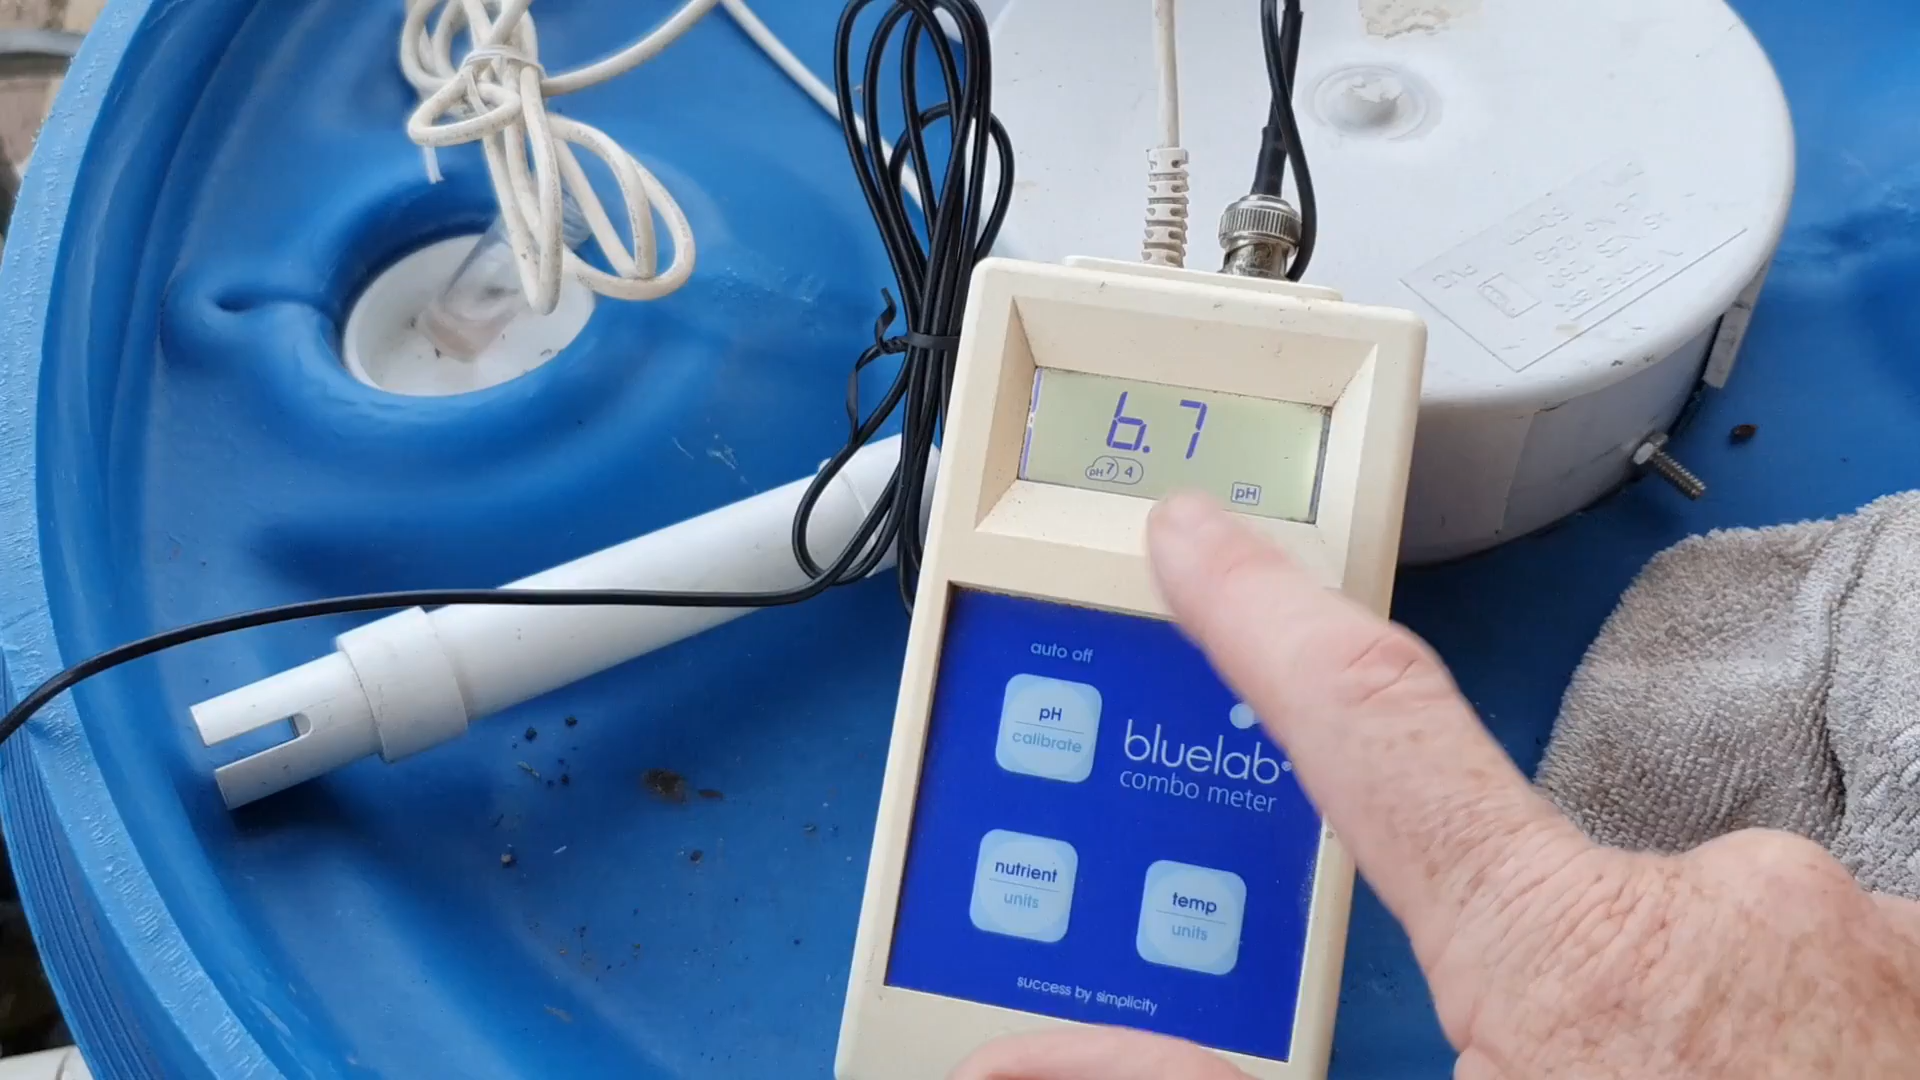 6.7
pH 7 4
pH
auto off
pH
calibrate
bluelab®
combo meter
nutrient
units
temp
units
success by simplicity